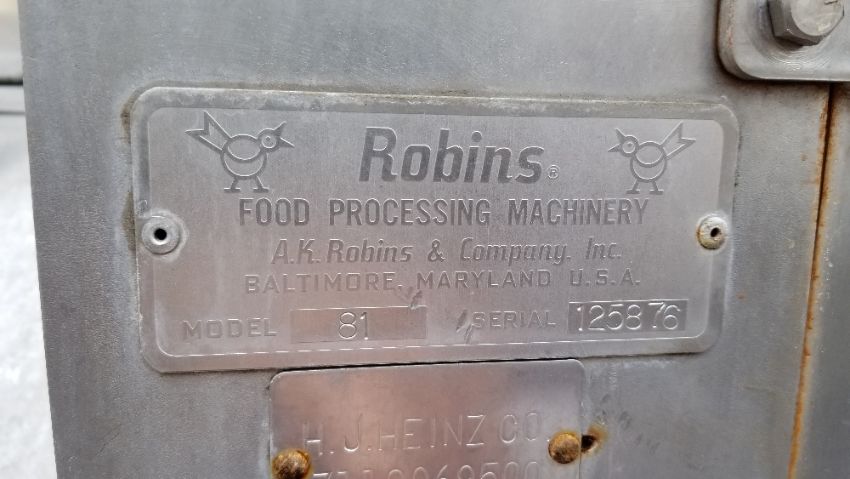 Robins®
FOOD PROCESSING MACHINERY
A.K. Robins & Company, Inc.
BALTIMORE, MARYLAND U.S.A.
MODEL 81 SERIAL 125876
H.J. HEINZ CO.